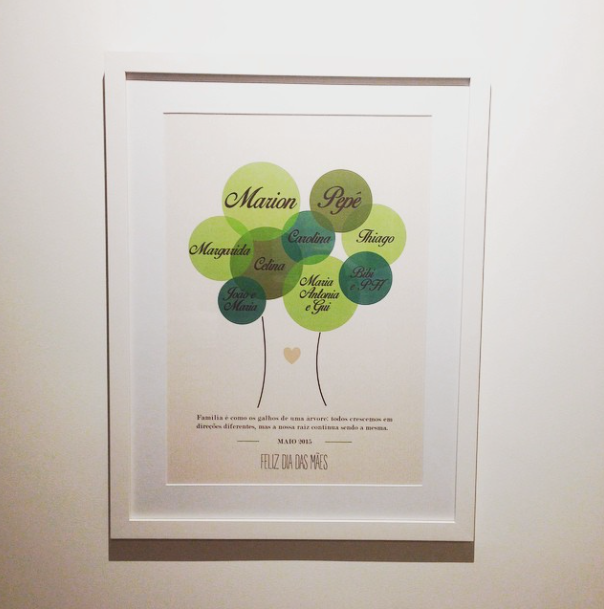 Marion
Pepê
Carolina
Thiago
Margarida
Celina
Bibi
e PH
Maria
Antonia
e Gui
João e
Maria
Família é como os galhos de uma árvore: todos crescemos em
direções diferentes, mas a nossa raiz continua sendo a mesma.
MAIO 2015
FELIZ DIA DAS MÃES